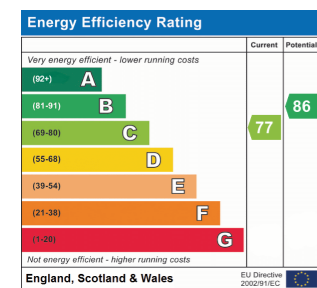 Energy Efficiency Rating
Current Potential
Very energy efficient - lower running costs
(92+) A
(81-91) B 86
(69-80) C 77
(55-68) D
(39-54) E
(21-38) F
(1-20) G
Not energy efficient - higher running costs
England, Scotland & Wales
EU Directive
2002/91/EC